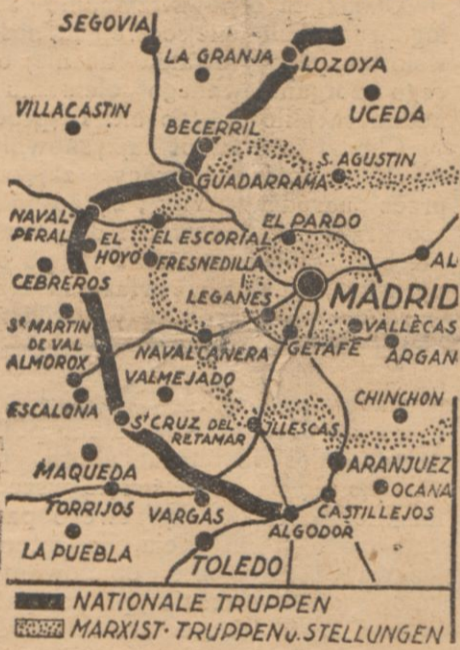 SEGOVIA
LA GRANJA
LOZOYA
VILLACASTIN
UCEDA
BECERRIL
S. AGUSTIN
GUADARRAMA
NAVAL-
PERAL
EL
HOYO
EL ESCORIAL
EL PARDO
FRESNEDILLA
AL
CEBREROS
LEGANES
MADRID
ST MARTIN
DE VAL
VALLECAS
NAVALCANERA
GETAFE
ARGAN
ALMOROX
VALMEJADO
ESCALONA
CHINCHON
ST CRUZ DEL
RETAMAR
ILLESCAS
MAQUEDA
ARANJUEZ
OCANA
TORRIJOS
VARGAS
CASTILLEJOS
ALGODOR
LA PUEBLA
TOLEDO
NATIONALE TRUPPEN
MARXIST. TRUPPEN u. STELLUNGEN